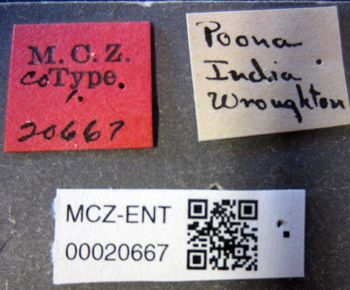 M.C.Z.
CoType.
1.
20667
Poona
India
Wroughton
MCZ-ENT
00020667